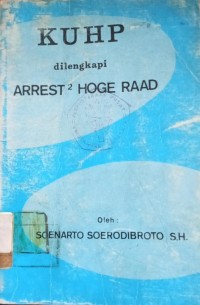 KUHP
dilengkapi
ARREST² HOGE RAAD
Oleh :
SOENARTO SOERODIBROTO S.H.